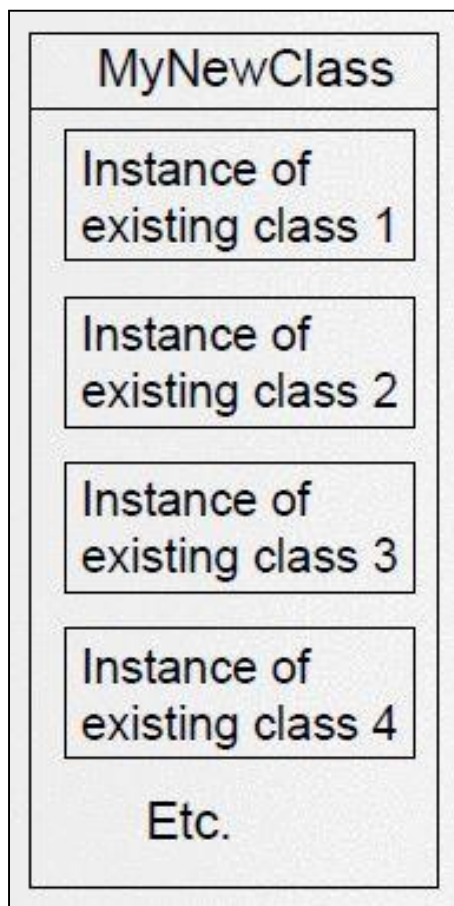 MyNewClass
Instance of
existing class 1
Instance of
existing class 2
Instance of
existing class 3
Instance of
existing class 4
Etc.